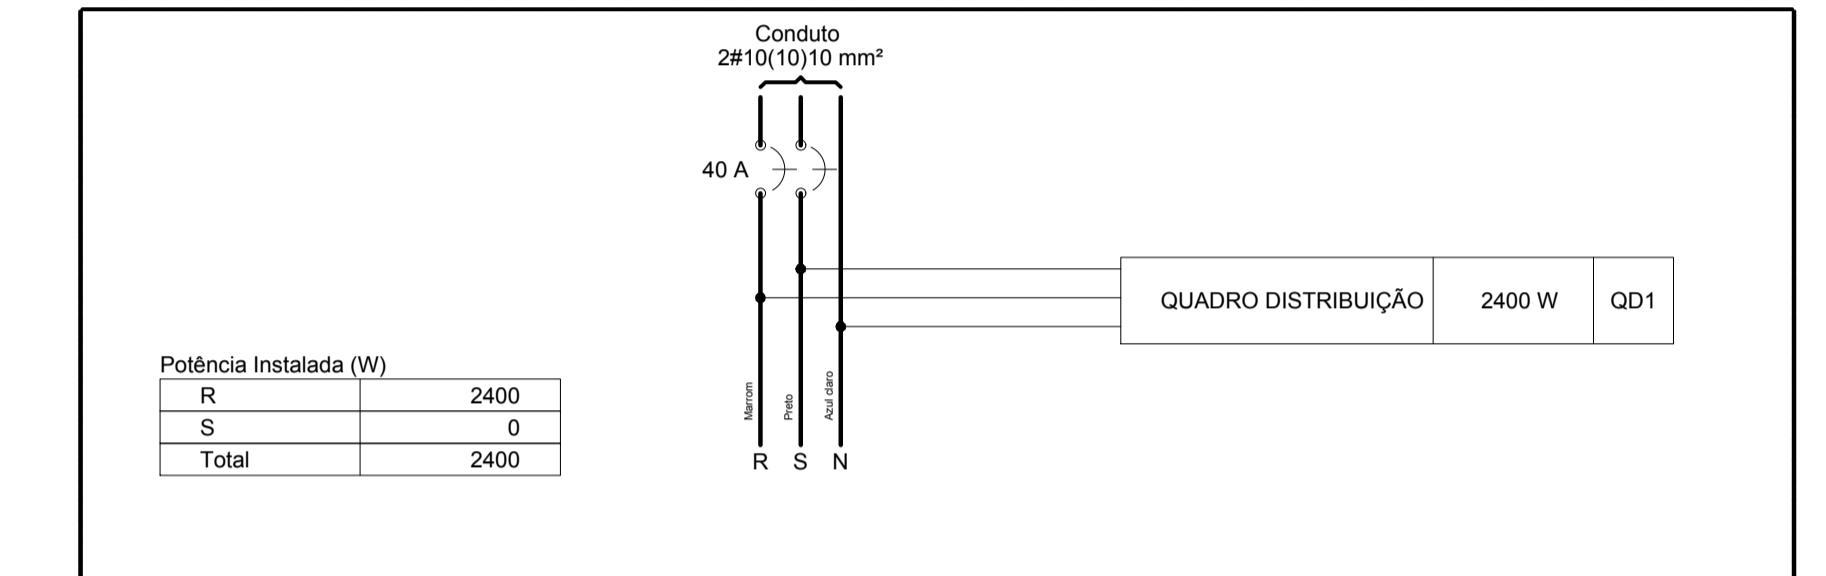 Conduto
2#10(10)10 mm²
40 A
QUADRO DISTRIBUIÇÃO 2400 W QD1
Potência Instalada (W)
R 2400
S 0
Total 2400
Marrom
Preto
Azul claro
R S N